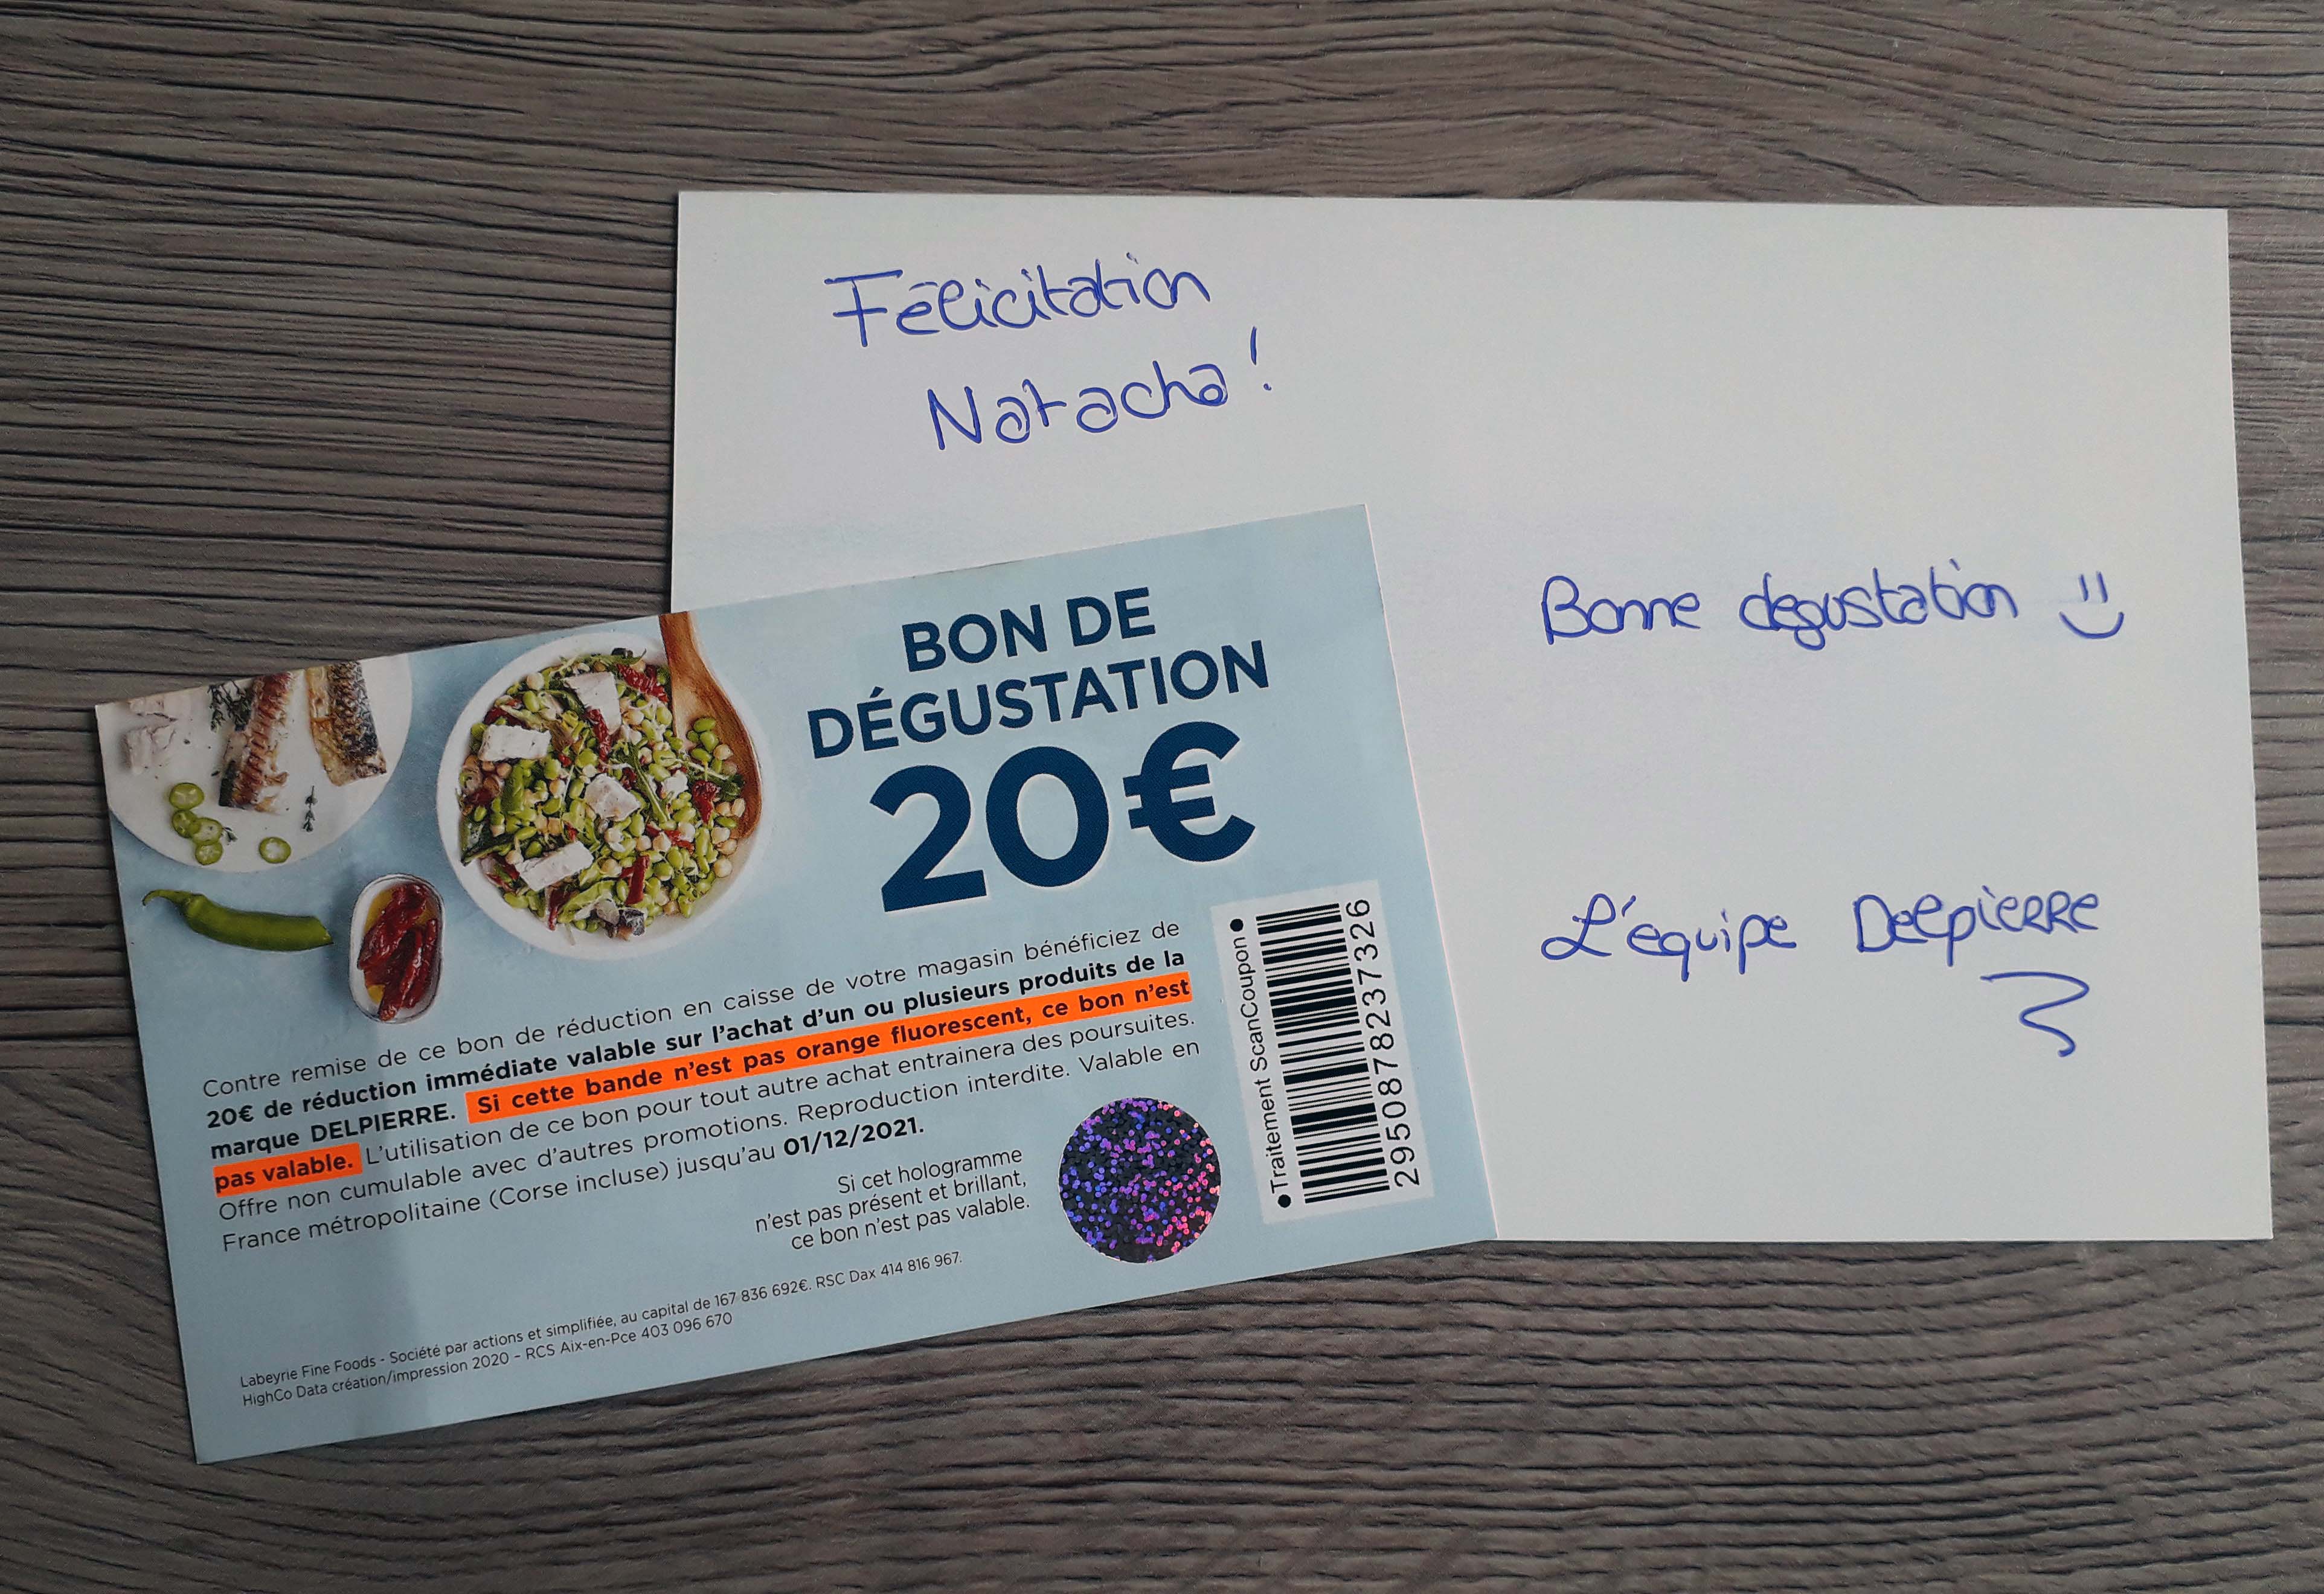 Félicitation
Natacha !
Bonne degustation =)
L'équipe Delpierre
BON DE
DÉGUSTATION
20€
Contre remise de ce bon de réduction en caisse de votre magasin bénéficiez de
20€ de réduction immédiate valable sur l'achat d'un ou plusieurs produits de la
marque DELPIERRE. Si cette bande n'est pas orange fluorescent, ce bon n'est
pas valable. L'utilisation de ce bon pour tout autre achat entrainera des poursuites.
Offre non cumulable avec d'autres promotions. Reproduction interdite. Valable en
France métropolitaine (Corse incluse) jusqu'au 01/12/2021.
Si cet hologramme
n'est pas présent et brillant,
ce bon n'est pas valable.
Labeyrie Fine Foods - Société par actions et simplifiée, au capital de 167 836 692€. RSC Dax 414 816 967.
HighCo Data création/impression 2020 - RCS Aix-en-Pce 403 096 670
•Traitement ScanCoupon•
2950878237326